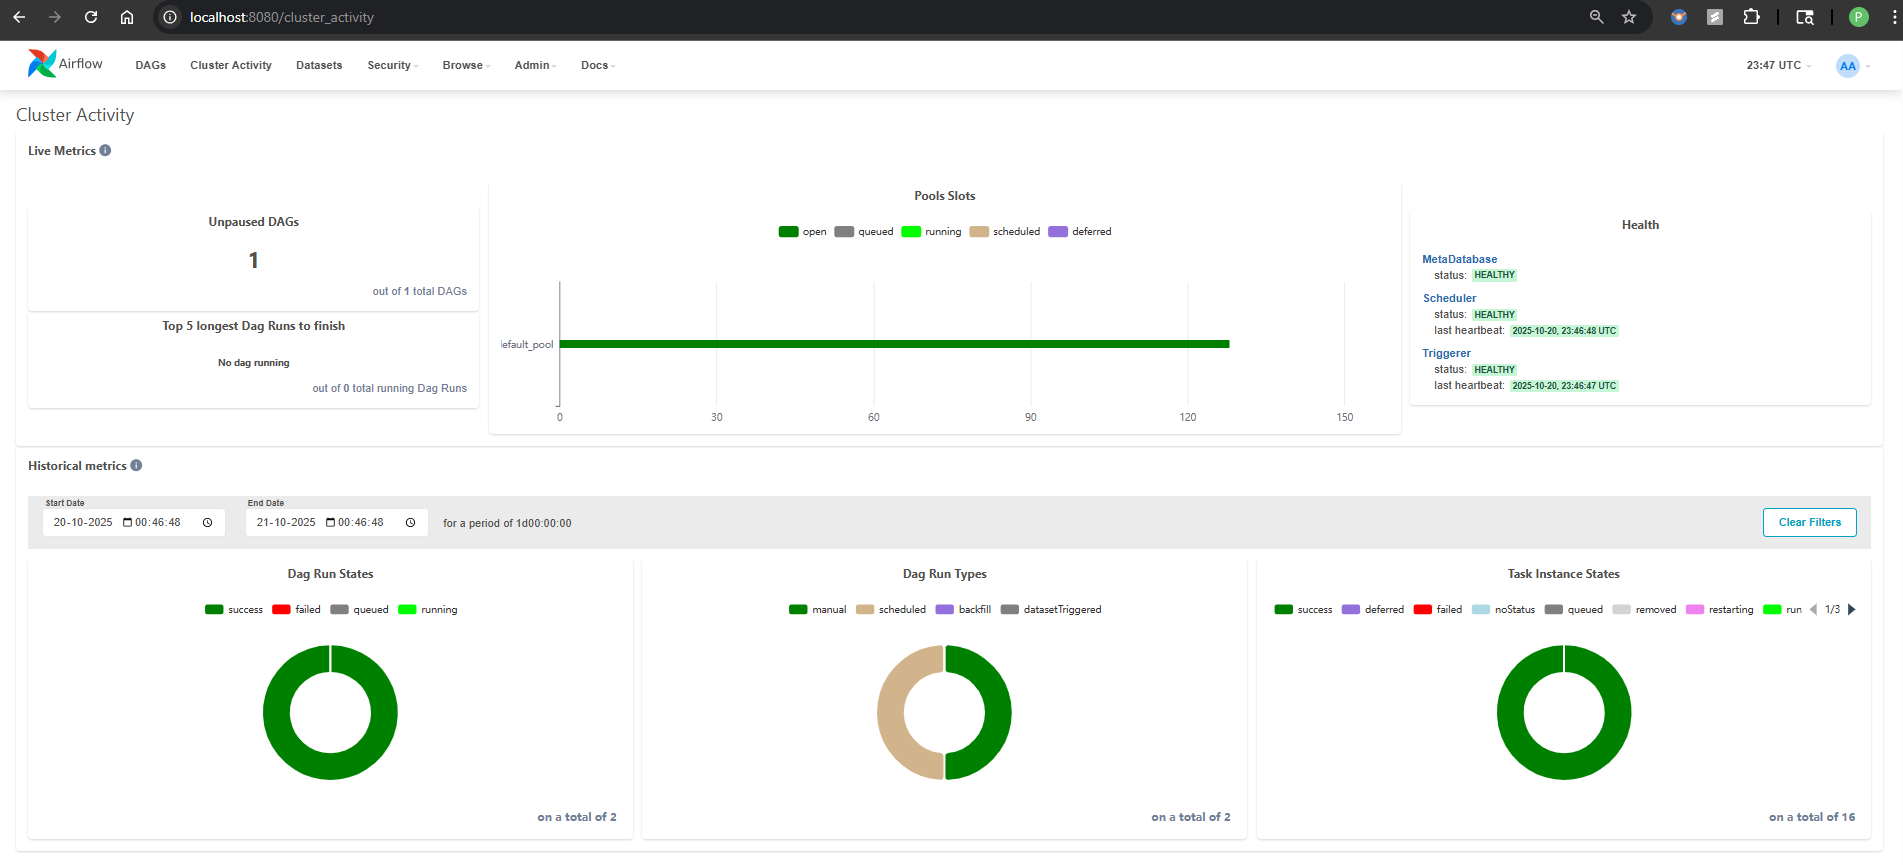 localhost:8080/cluster_activity
P
Airflow
DAGs Cluster Activity Datasets Security Browse Admin Docs
23:47 UTC
AA
Cluster Activity
Live Metrics
Unpaused DAGs
1
out of 1 total DAGs
Top 5 longest Dag Runs to finish
No dag running
out of 0 total running Dag Runs
Pools Slots
open queued running scheduled deferred
lefault_pool
0 30 60 90 120 150
Health
MetaDatabase
status: HEALTHY
Scheduler
status: HEALTHY
last heartbeat: 2025-10-20, 23:46:48 UTC
Triggerer
status: HEALTHY
last heartbeat: 2025-10-20, 23:46:47 UTC
Historical metrics
Start Date
20-10-2025 00:46:48
End Date
21-10-2025 00:46:48
for a period of 1d00:00:00
Clear Filters
Dag Run States
success failed queued running
on a total of 2
Dag Run Types
manual scheduled backfill datasetTriggered
on a total of 2
Task Instance States
success deferred failed noStatus queued removed restarting run 1/3
on a total of 16